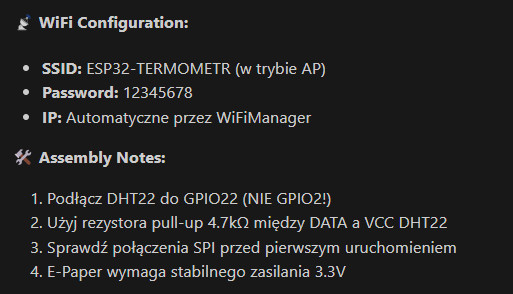 📡 WiFi Configuration:
• SSID: ESP32-TERMOMETR (w trybie AP)
• Password: 12345678
• IP: Automatyczne przez WiFiManager
🛠 Assembly Notes:
1. Podłącz DHT22 do GPIO22 (NIE GPIO2!)
2. Użyj rezystora pull-up 4.7kΩ między DATA a VCC DHT22
3. Sprawdź połączenia SPI przed pierwszym uruchomieniem
4. E-Paper wymaga stabilnego zasilania 3.3V